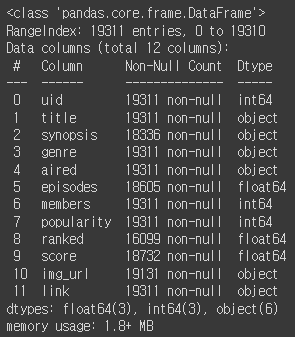 <class 'pandas.core.frame.DataFrame'>
RangeIndex: 19311 entries, 0 to 19310
Data columns (total 12 columns):
 #   Column      Non-Null Count  Dtype
---  ------      --------------  -----
 0   uid         19311 non-null  int64
 1   title       19311 non-null  object
 2   synopsis    18336 non-null  object
 3   genre       19311 non-null  object
 4   aired       19311 non-null  object
 5   episodes    18605 non-null  float64
 6   members     19311 non-null  int64
 7   popularity  19311 non-null  int64
 8   ranked      16099 non-null  float64
 9   score       18732 non-null  float64
 10  img_url     19131 non-null  object
 11  link        19311 non-null  object
dtypes: float64(3), int64(3), object(6)
memory usage: 1.8+ MB